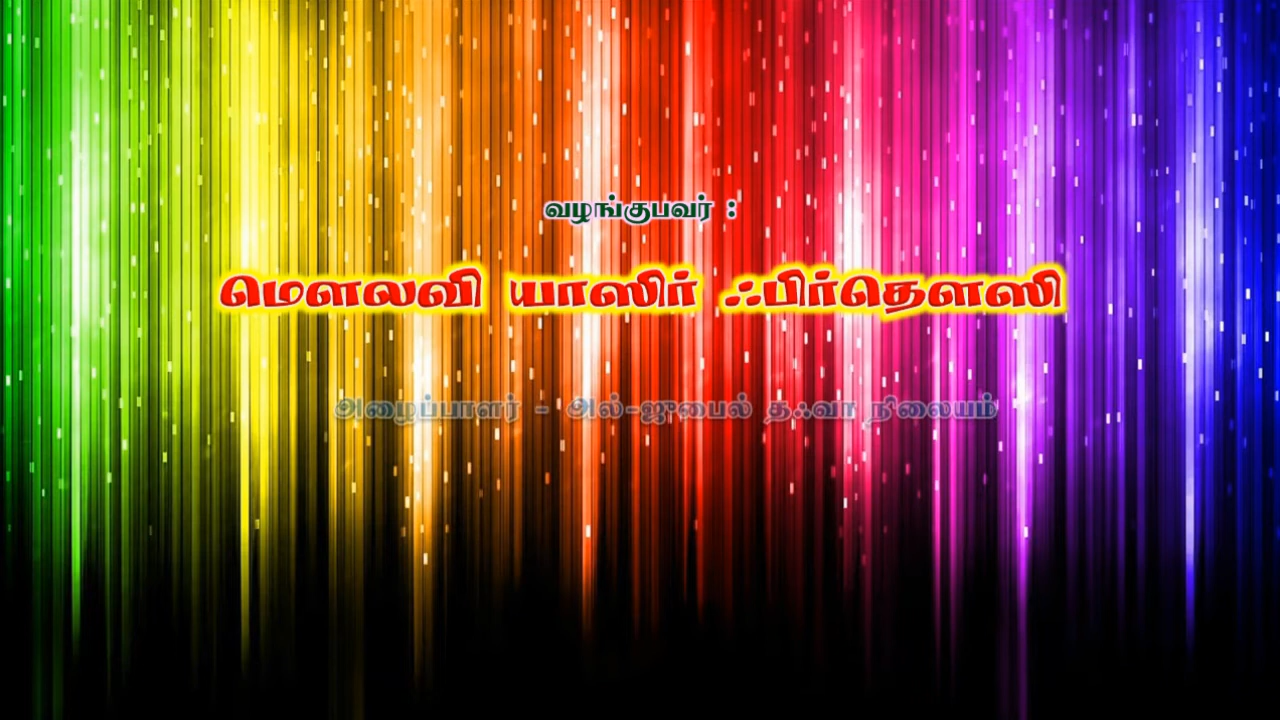 வழங்குபவர் :
மௌலவி யாஸிர் ஃபிர்தௌஸி
அழைப்பாளர் - அல்-ஜுபைல் தஃவா நிலையம்